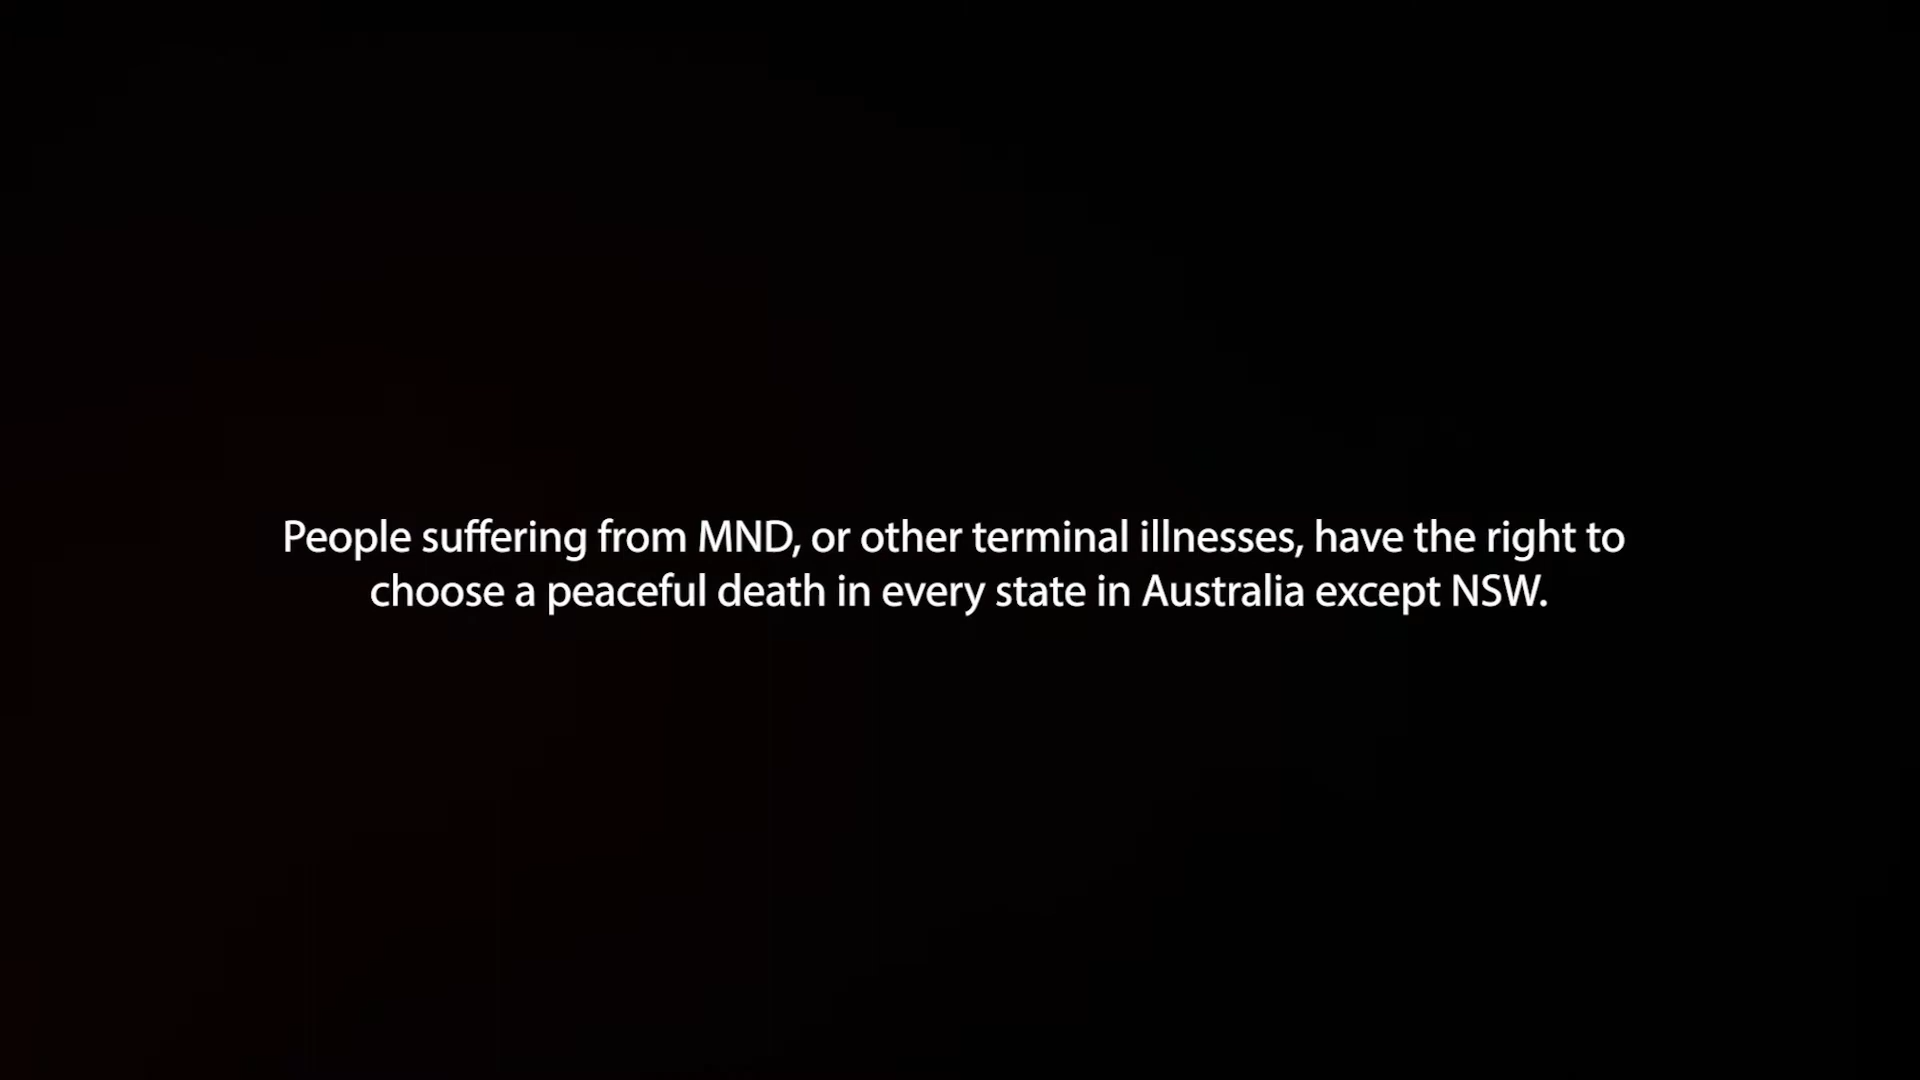 People suffering from MND, or other terminal illnesses, have the right to
choose a peaceful death in every state in Australia except NSW.